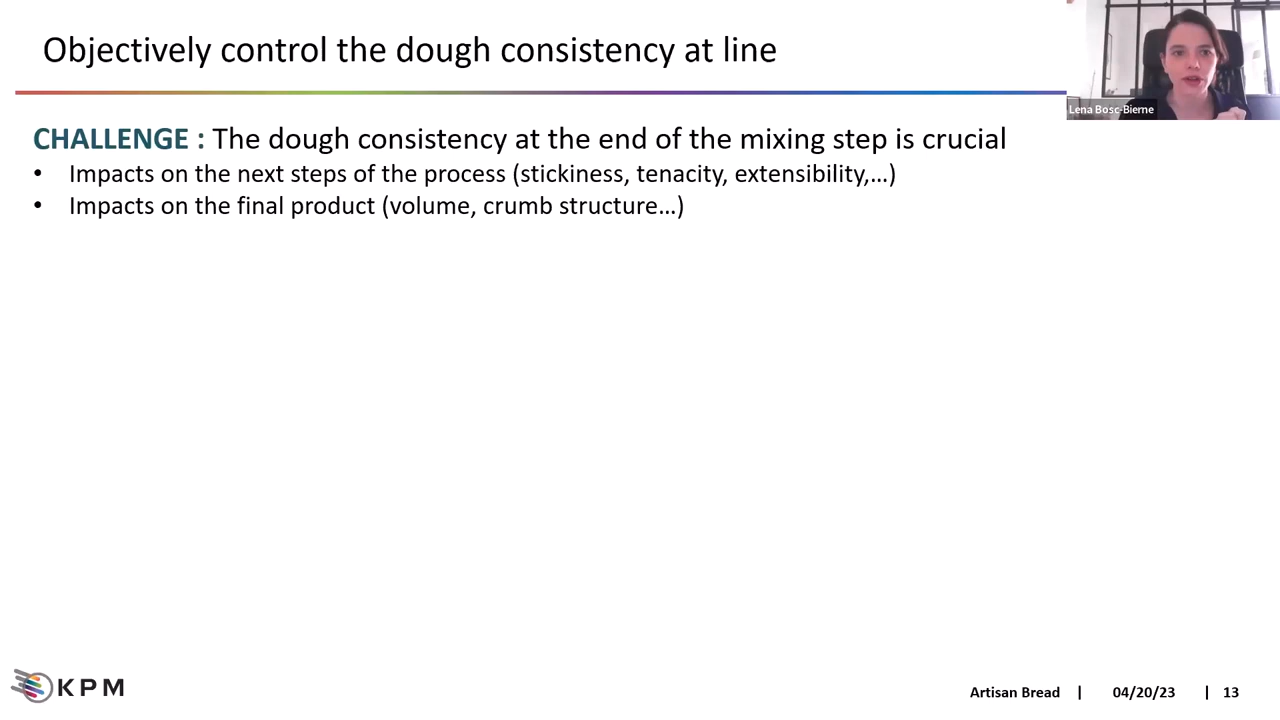 Objectively control the dough consistency at line
Lena Bosc-Bierne
CHALLENGE : The dough consistency at the end of the mixing step is crucial
• Impacts on the next steps of the process (stickiness, tenacity, extensibility,...)
• Impacts on the final product (volume, crumb structure...)
KPM
Artisan Bread | 04/20/23 | 13